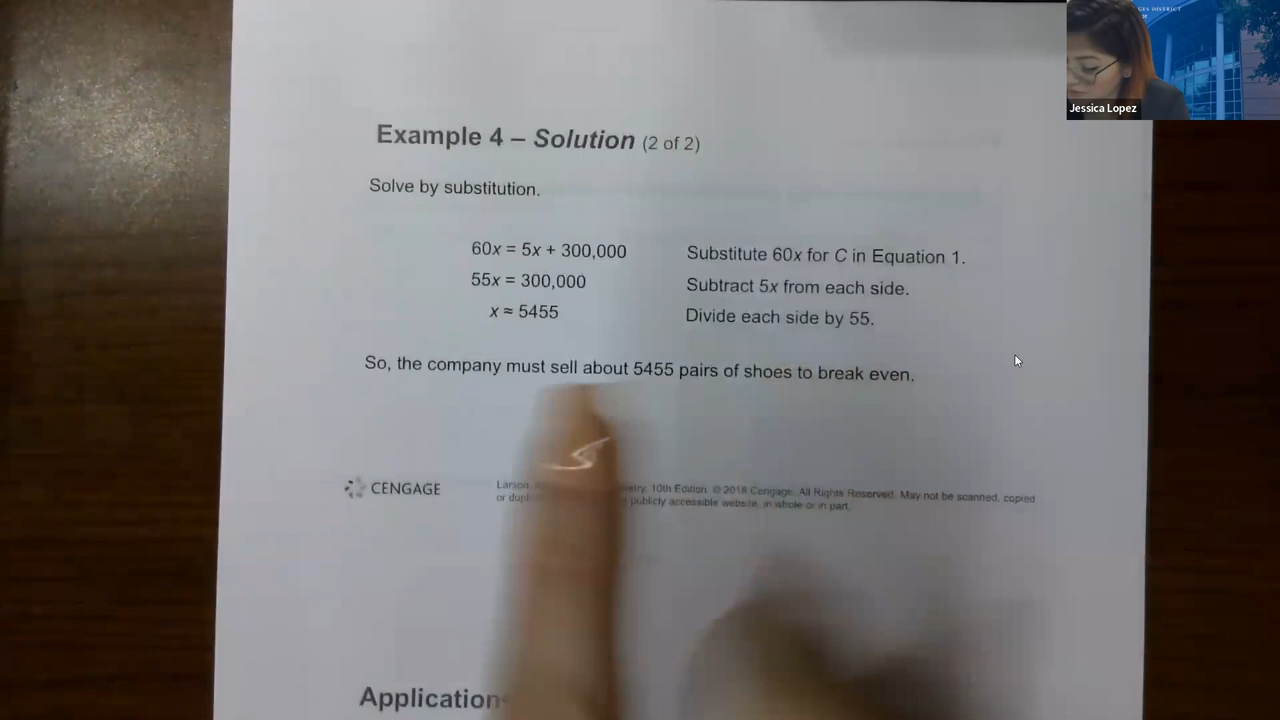 GES DISTRICT
Jessica Lopez
Example 4 – Solution (2 of 2)
Solve by substitution.
60x = 5x + 300,000 Substitute 60x for C in Equation 1.
55x = 300,000 Subtract 5x from each side.
x ≈ 5455 Divide each side by 55.
So, the company must sell about 5455 pairs of shoes to break even.
CENGAGE
Larson, 10th Edition. © 2018 Cengage. All Rights Reserved. May not be scanned, copied
or publicly accessible website, in whole or in part.
Application